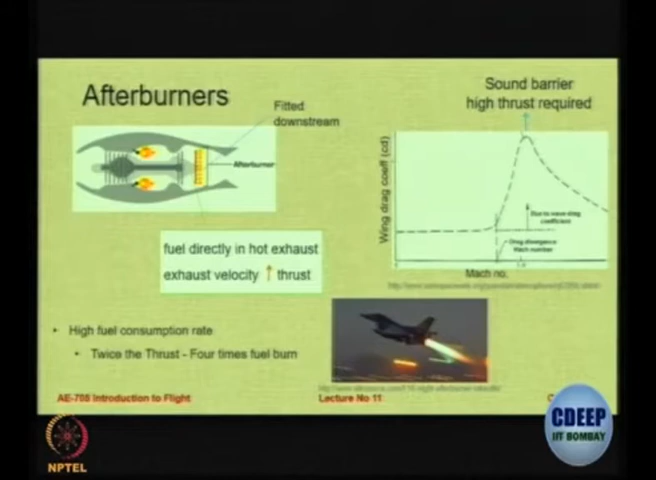 Afterburners
Fitted
downstream
Afterburner
fuel directly in hot exhaust
exhaust velocity ↑ thrust
• High fuel consumption rate
• Twice the Thrust - Four times fuel burn
Sound barrier
high thrust required
Wing drag coeff (cd)
Due to wave drag
coefficient
Drag divergence
Mach number
Mach no.
AE-705 Introduction to Flight
Lecture No 11
C
NPTEL
CDEEP
IIT BOMBAY